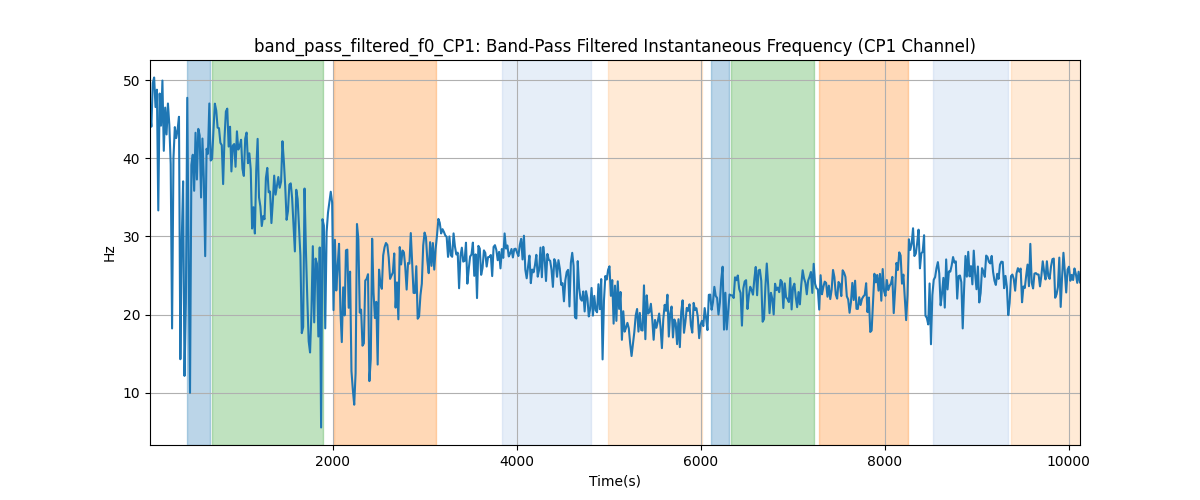 band_pass_filtered_f0_CP1: Band-Pass Filtered Instantaneous Frequency (CP1 Channel)
50
40
30
20
10
Hz
2000 4000 6000 8000 10000
Time(s)